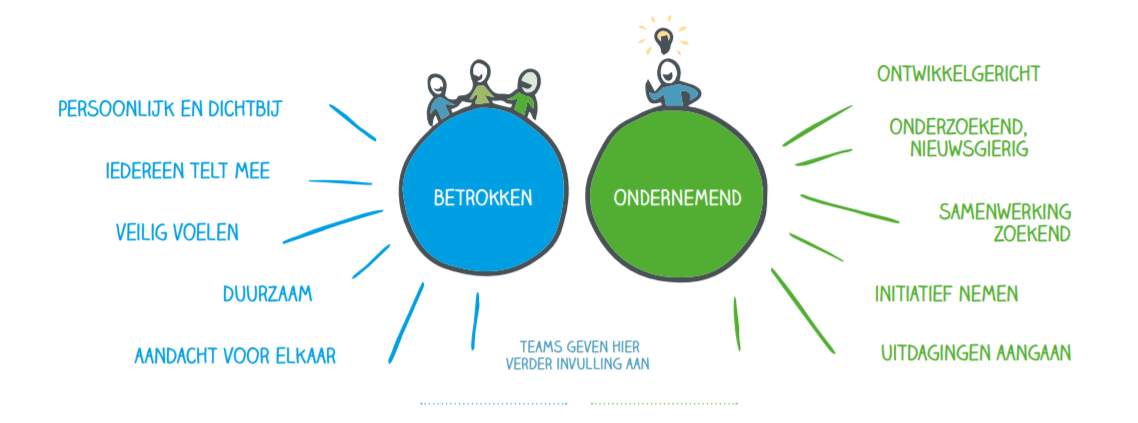 PERSOONLIJK EN DICHTBIJ
IEDEREEN TELT MEE
VEILIG VOELEN
DUURZAAM
AANDACHT VOOR ELKAAR
BETROKKEN
ONDERNEMEND
ONTWIKKELGERICHT
ONDERZOEKEND,
NIEUWSGIERIG
SAMENWERKING
ZOEKEND
INITIATIEF NEMEN
UITDAGINGEN AANGAAN
TEAMS GEVEN HIER
VERDER INVULLING AAN